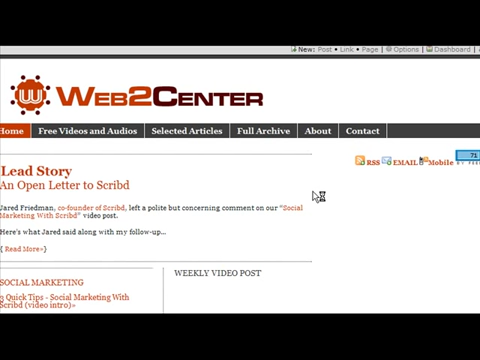 New: Post • Link • Page Options Dashboard
WEB2CENTER
Home Free Videos and Audios Selected Articles Full Archive About Contact
RSS EMAIL Mobile 71
Lead Story
An Open Letter to Scribd
Jared Friedman, co-founder of Scribd, left a polite but concerning comment on our "Social
Marketing With Scribd" video post.
Here's what Jared said along with my follow-up...
{ Read More»}
SOCIAL MARKETING
3 Quick Tips - Social Marketing With
Scribd (video intro)»
WEEKLY VIDEO POST